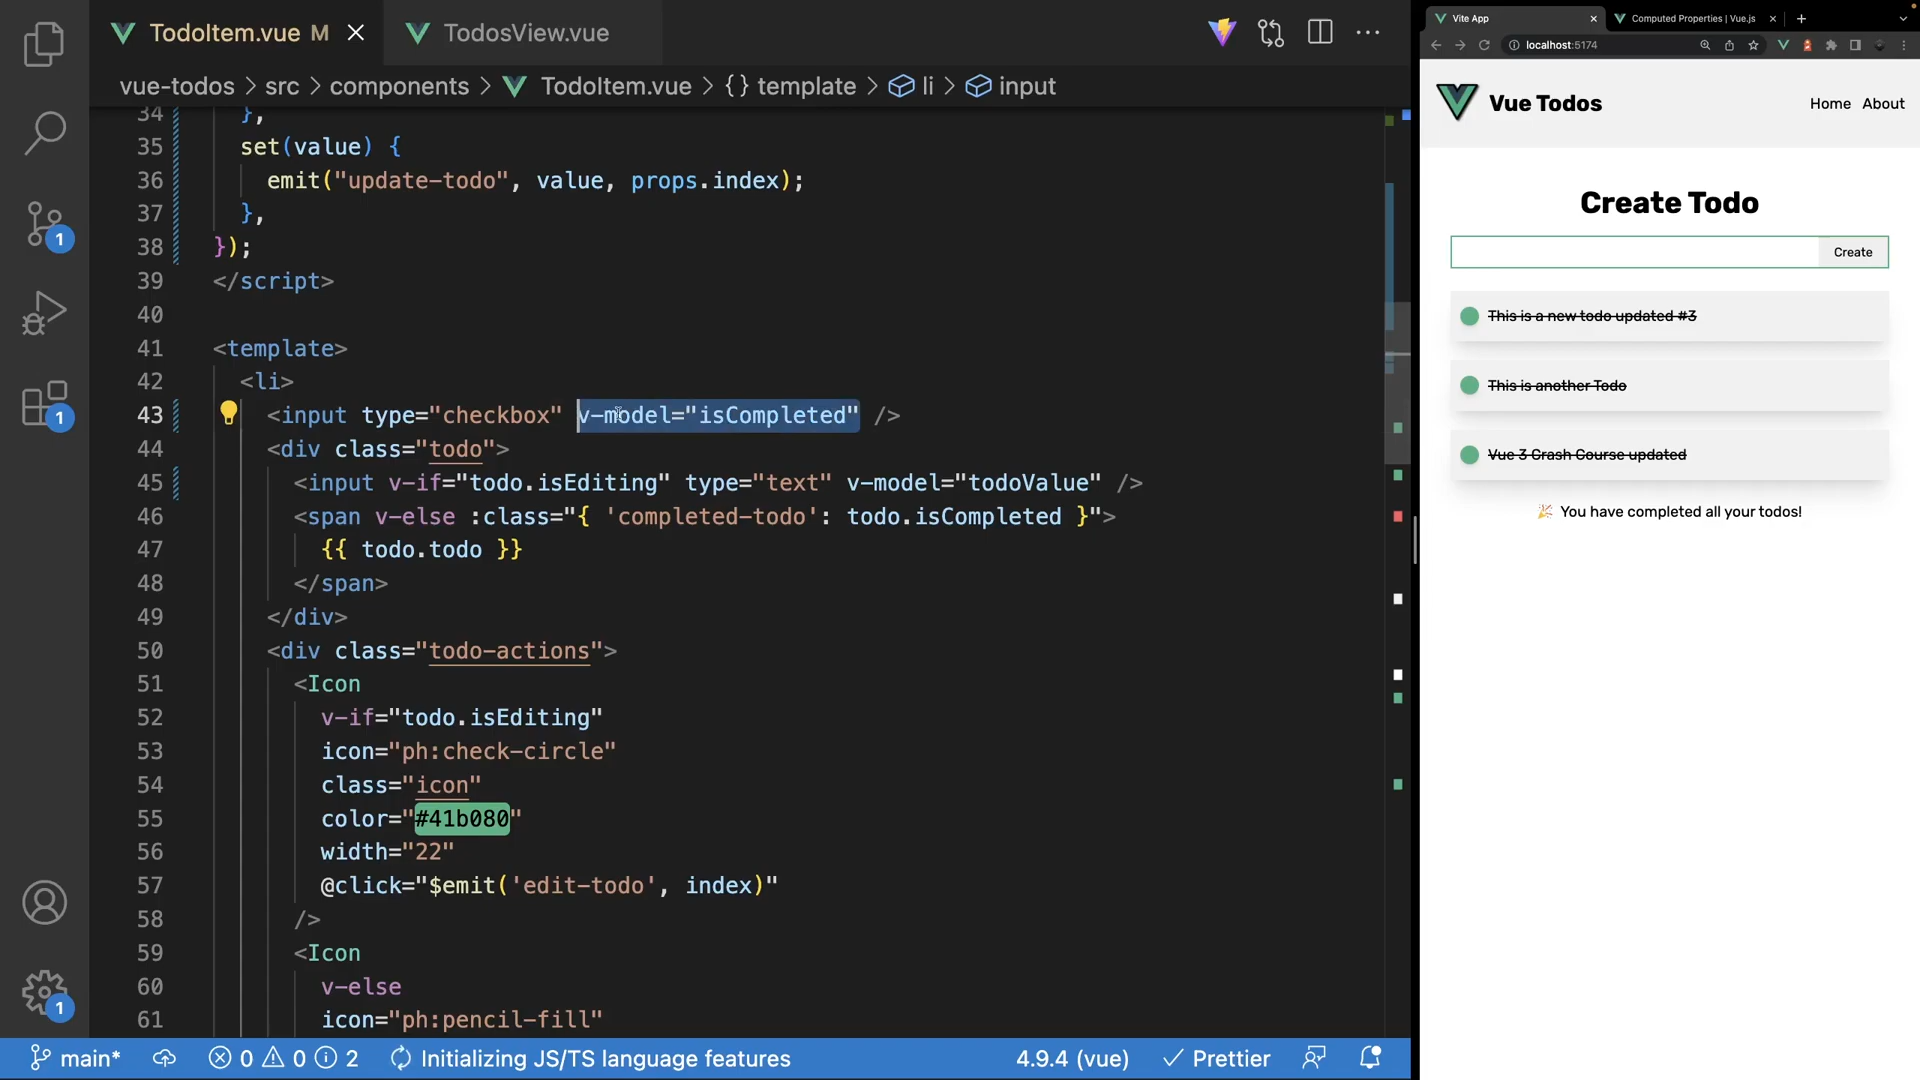 TodoItem.vue M
TodosView.vue
vue-todos > src > components > TodoItem.vue > {} template > li > input
34 },
35 set(value) {
36 emit("update-todo", value, props.index);
37 },
38 });
39 </script>
40
41 <template>
42 <li>
43 <input type="checkbox" v-model="isCompleted" />
44 <div class="todo">
45 <input v-if="todo.isEditing" type="text" v-model="todoValue" />
46 <span v-else :class="{ 'completed-todo': todo.isCompleted }">
47 {{ todo.todo }}
48 </span>
49 </div>
50 <div class="todo-actions">
51 <Icon
52 v-if="todo.isEditing"
53 icon="ph:check-circle"
54 class="icon"
55 color="#41b080"
56 width="22"
57 @click="$emit('edit-todo', index)"
58 />
59 <Icon
60 v-else
61 icon="ph:pencil-fill"
1
1
1
main*
0
0
2
Initializing JS/TS language features
4.9.4 (vue)
Prettier
Vite App
Computed Properties | Vue.js
localhost:5174
Vue Todos
Home
About
Create Todo
Create
This is a new todo updated #3
This is another Todo
Vue 3 Crash Course updated
🎉 You have completed all your todos!